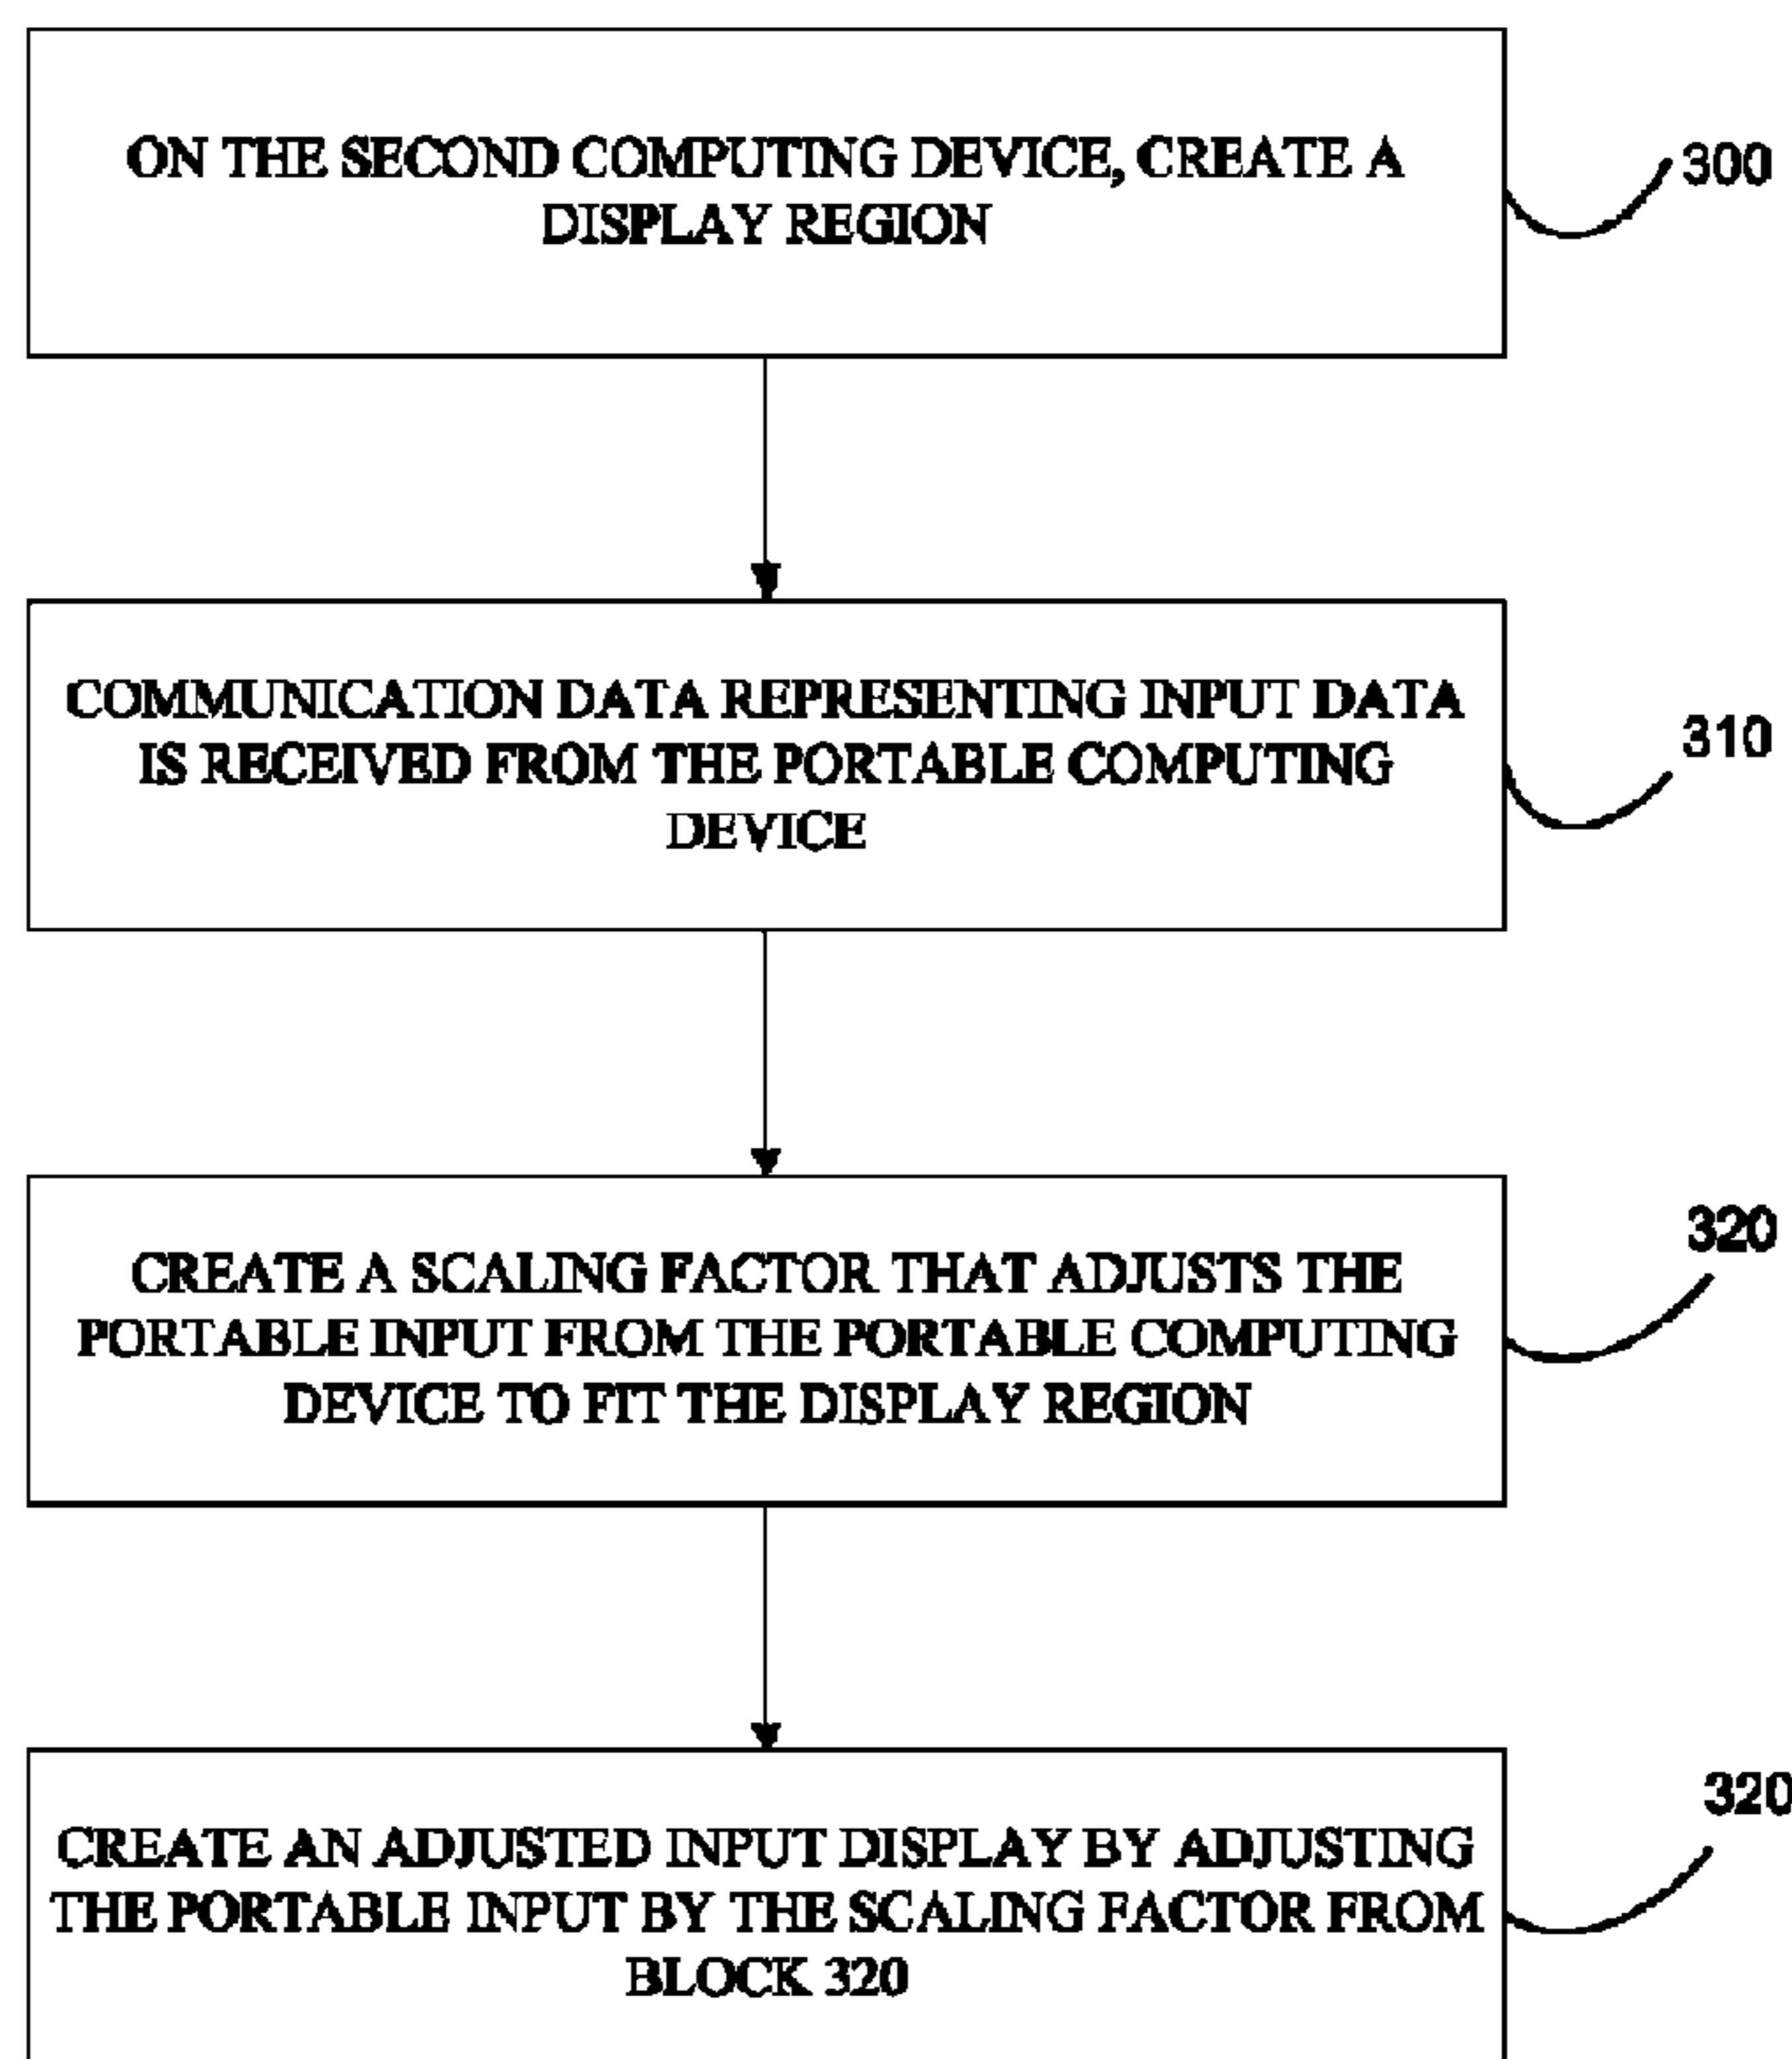 ON THE SECOND COMPUTING DEVICE, CREATE A
DISPLAY REGION
300
COMMUNICATION DATA REPRESENTING INPUT DATA
IS RECEIVED FROM THE PORTABLE COMPUTING
DEVICE
310
CREATE A SCALING FACTOR THAT ADJUSTS THE
PORTABLE INPUT FROM THE PORTABLE COMPUTING
DEVICE TO FIT THE DISPLAY REGION
320
CREATE AN ADJUSTED INPUT DISPLAY BY ADJUSTING
THE PORTABLE INPUT BY THE SCALING FACTOR FROM
BLOCK 320
320